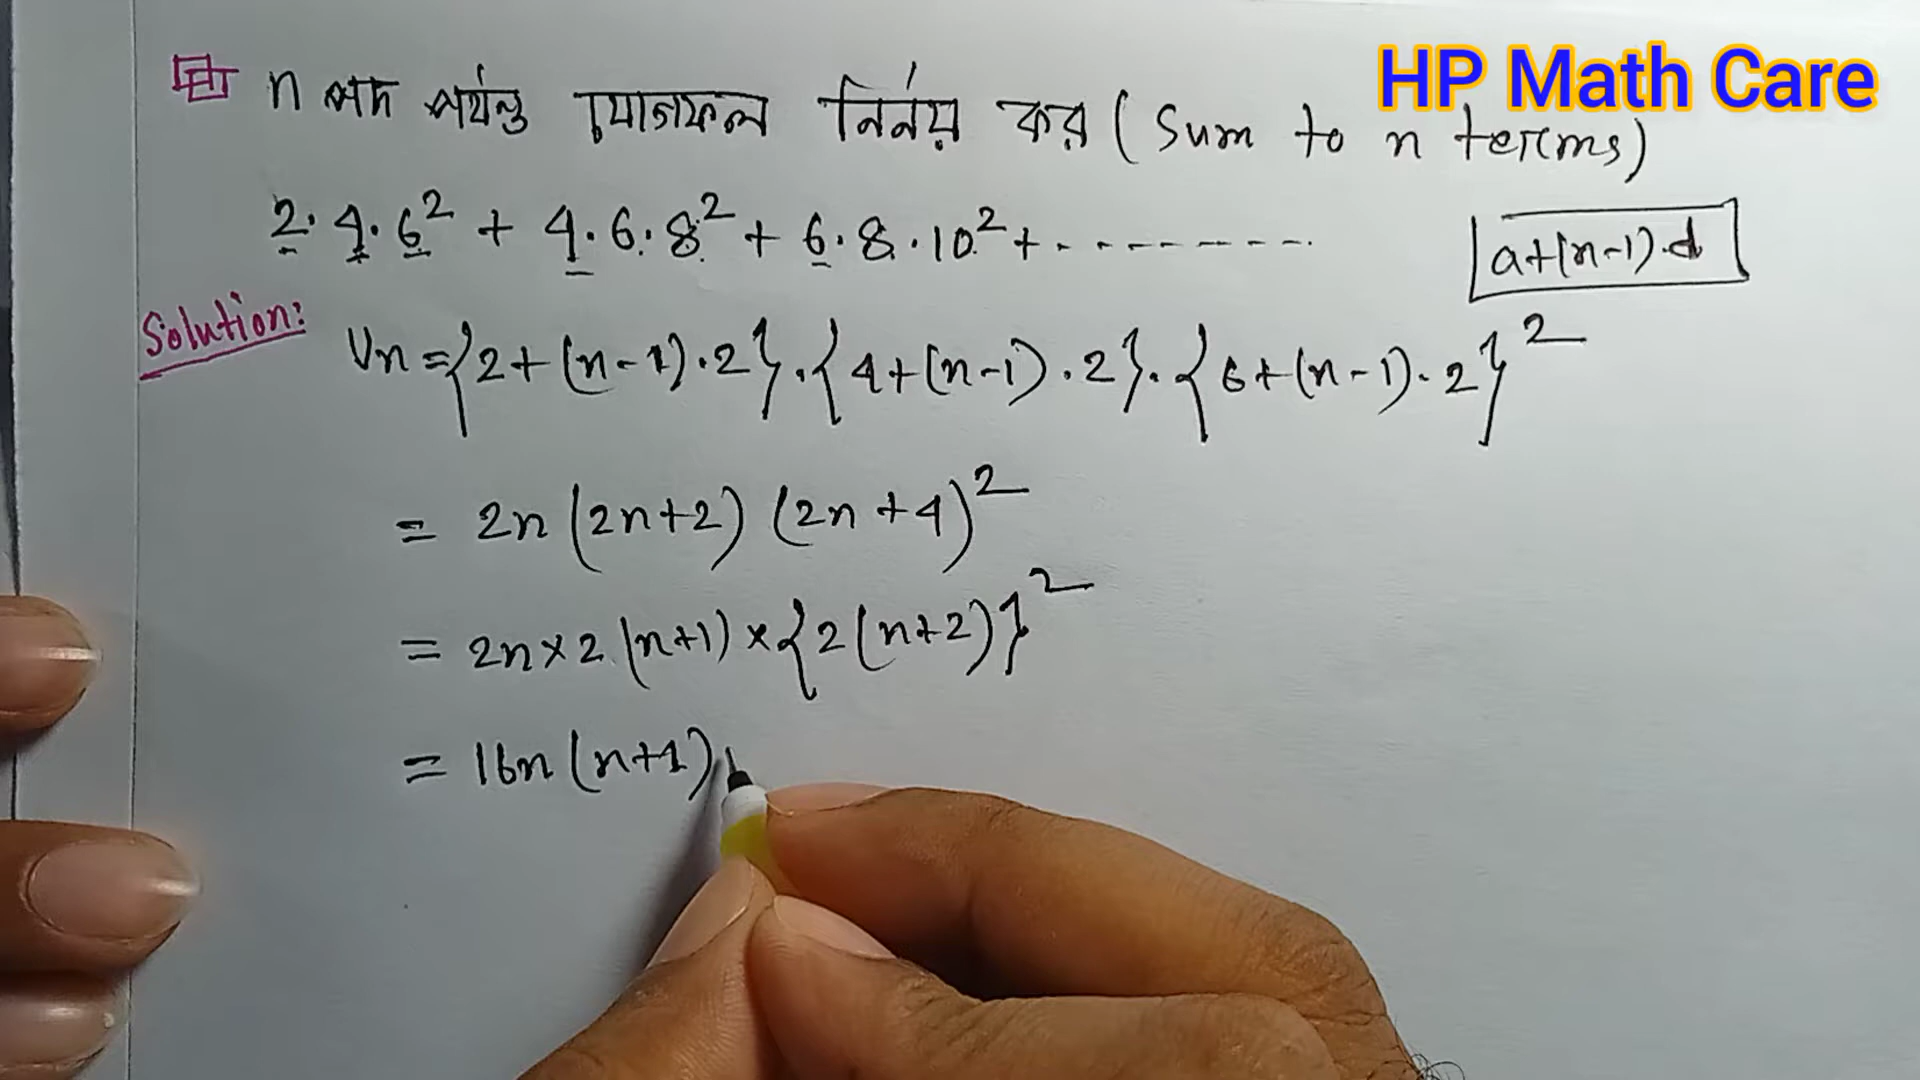 HP Math Care
n পদ পর্যন্ত যোগফল নির্নয় কর (Sum to n terms)
2·4·6² + 4·6·8² + 6·8·10² + ---------
a+(n-1)·d
Solution:
Un = {2+(n-1)·2}·{4+(n-1)·2}·{6+(n-1)·2}²
= 2n(2n+2)(2n+4)²
= 2n×2(n+1)×{2(n+2)}²
= 16n(n+1)